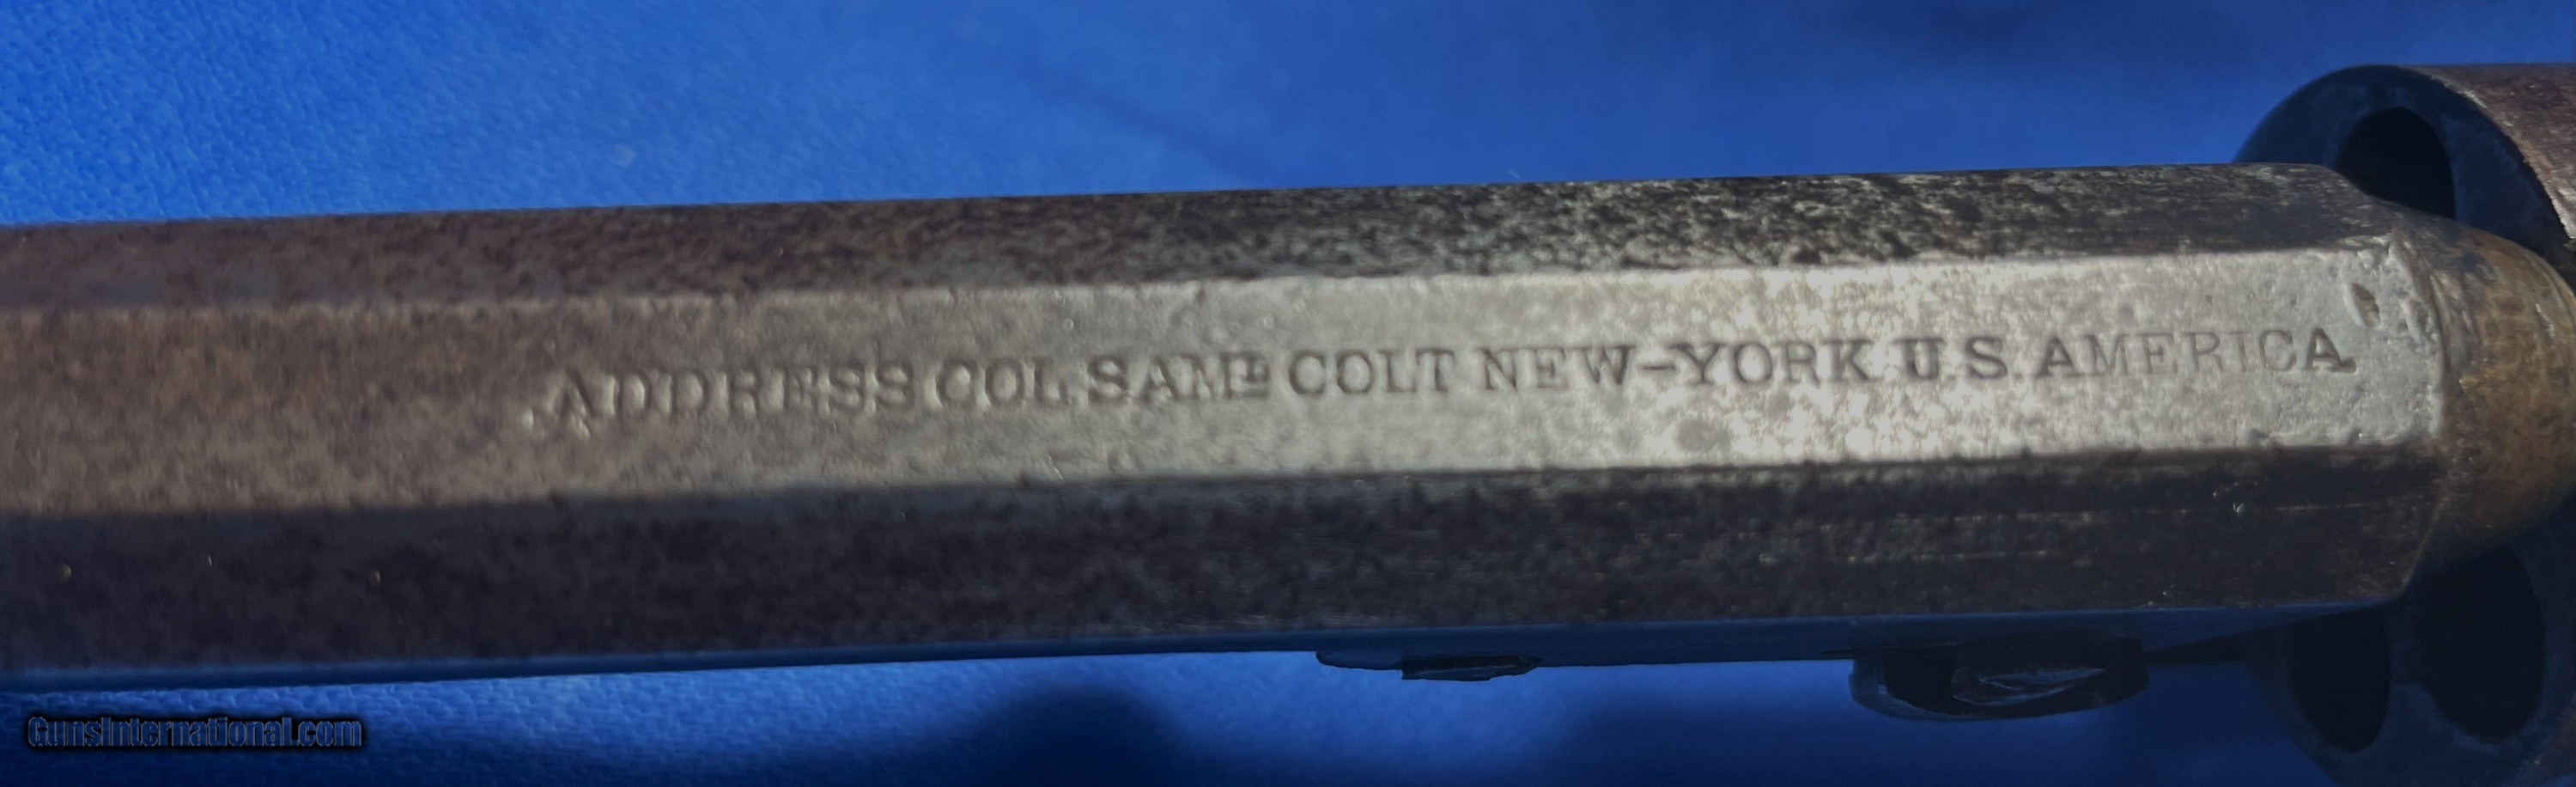 ADDRESS COL SAMᴸ COLT NEW-YORK U.S. AMERICA
GunsInternational.com